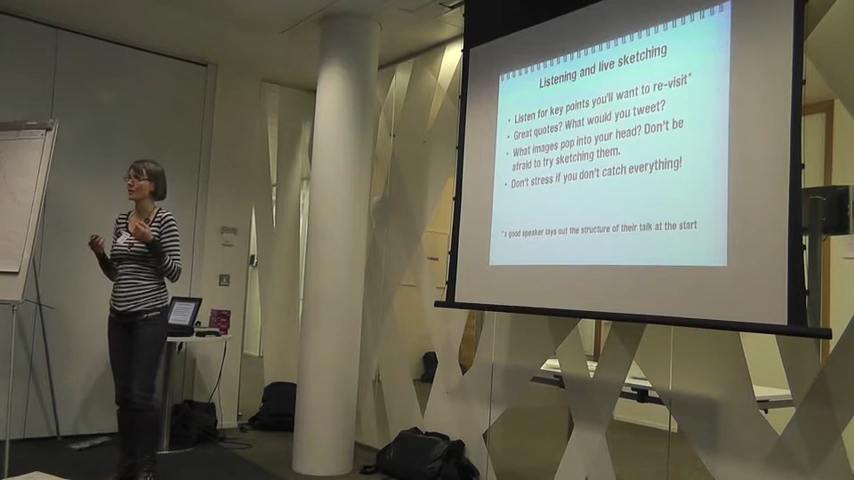 Listening and live sketching
• Listen for key points you'll want to re-visit*
• Great quotes? What would you tweet?
• What images pop into your head? Don't be
afraid to try sketching them.
• Don't stress if you don't catch everything!
*a good speaker lays out the structure of their talk at the start